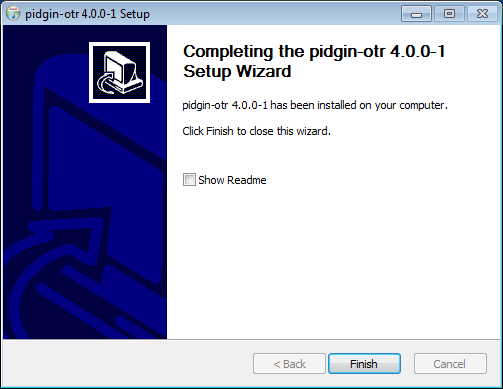 pidgin-otr 4.0.0-1 Setup
Completing the pidgin-otr 4.0.0-1
Setup Wizard
pidgin-otr 4.0.0-1 has been installed on your computer.
Click Finish to close this wizard.
Show Readme
< Back
Finish
Cancel